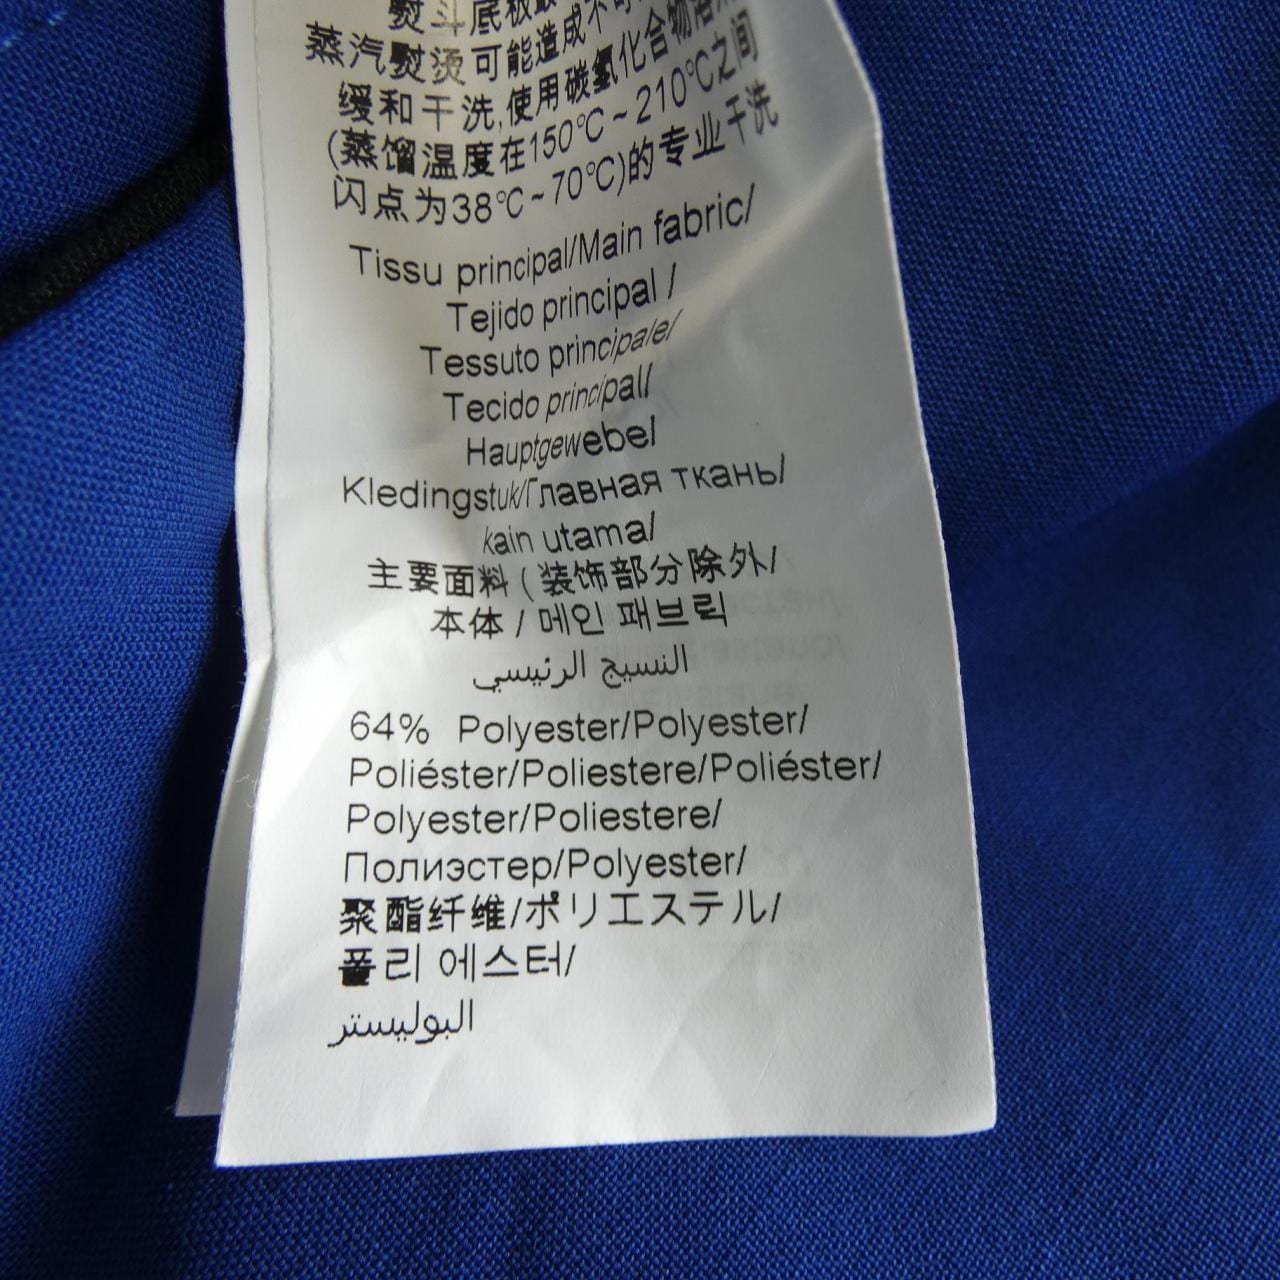 熨斗底板最
蒸汽熨烫可能造成不可
缓和干洗,使用碳氢化合物溶
(蒸馏温度在150℃~210℃之间
闪点为38℃~70℃)的专业干洗
Tissu principal/Main fabric/
Tejido principal /
Tessuto principale/
Tecido principal/
Hauptgewebe/
Kledingstuk/Главная ткань/
kain utama/
主要面料 ( 装饰部分除外/
本体 / 메인 패브릭
النسيج الرئيسي
64% Polyester/Polyester/
Poliéster/Poliestere/Poliéster/
Polyester/Poliestere/
Полиэстер/Polyester/
聚酯纤维/ポリエステル/
폴리 에스터/
البوليستر